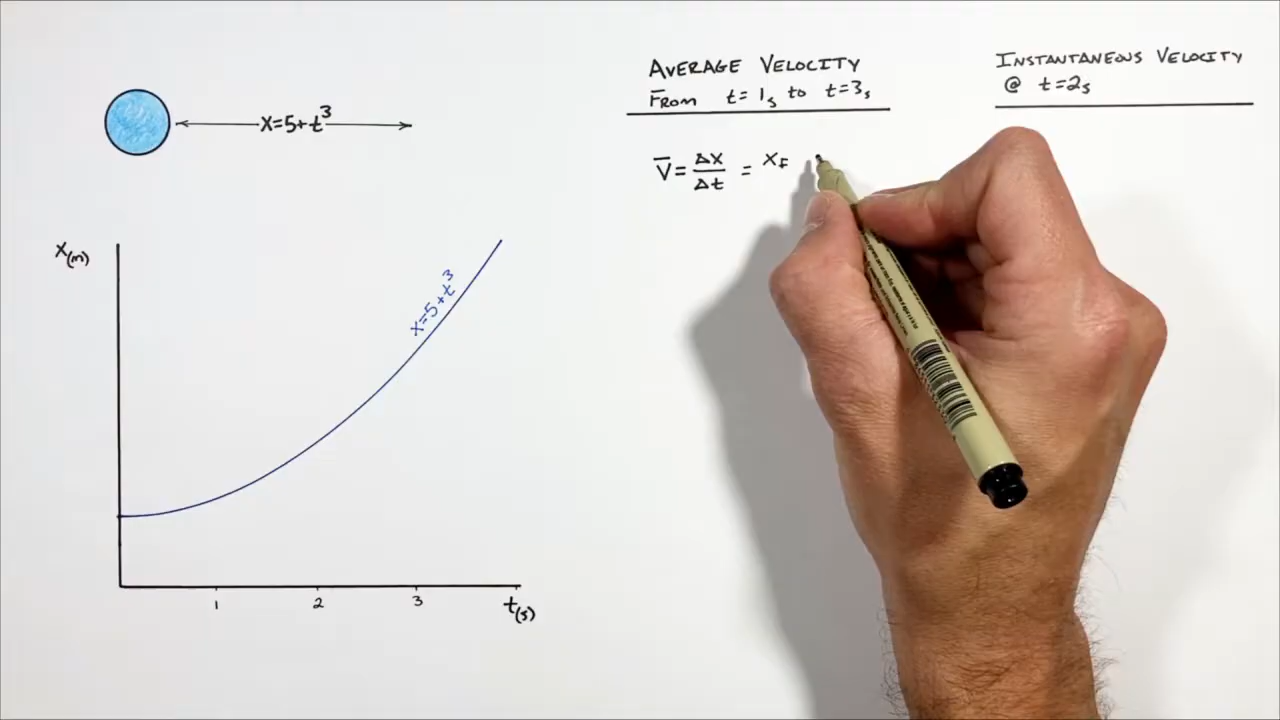 X=5+t³
X(m)
X=5+t³
1 2 3 t(s)
AVERAGE VELOCITY
FROM t=1s to t=3s
V̅=ΔX/Δt = XF
INSTANTANEOUS VELOCITY
@ t=2s